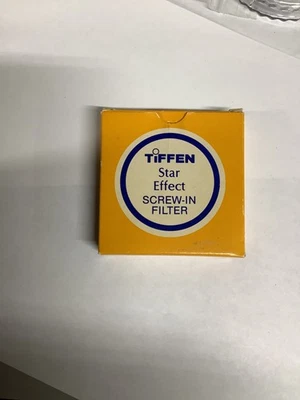 TIFFEN
Star
Effect
SCREW-IN
FILTER